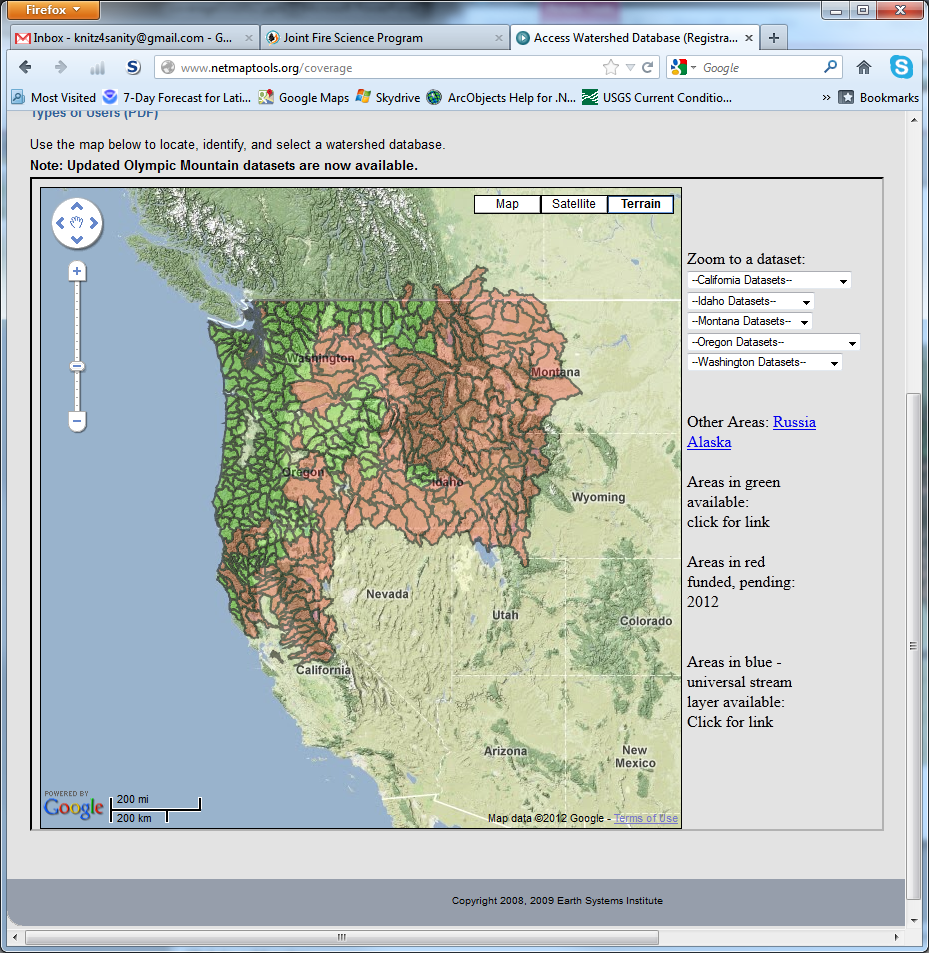 Firefox
Inbox - knitz4sanity@gmail.com - G...
Joint Fire Science Program
Access Watershed Database (Registra...
www.netmaptools.org/coverage
Google
Most Visited
7-Day Forecast for Lati...
Google Maps
Skydrive
ArcObjects Help for .N...
USGS Current Conditio...
Bookmarks
Types of Users (PDF)
Use the map below to locate, identify, and select a watershed database.
Note: Updated Olympic Mountain datasets are now available.
Map
Satellite
Terrain
Washington
Montana
Oregon
Idaho
Wyoming
Nevada
Utah
Colorado
California
Arizona
New
Mexico
POWERED BY
Google
200 mi
200 km
Map data ©2012 Google - Terms of Use
Zoom to a dataset:
--California Datasets--
--Idaho Datasets--
--Montana Datasets--
--Oregon Datasets--
--Washington Datasets--
Other Areas: Russia
Alaska
Areas in green
available:
click for link
Areas in red
funded, pending:
2012
Areas in blue -
universal stream
layer available:
Click for link
Copyright 2008, 2009 Earth Systems Institute